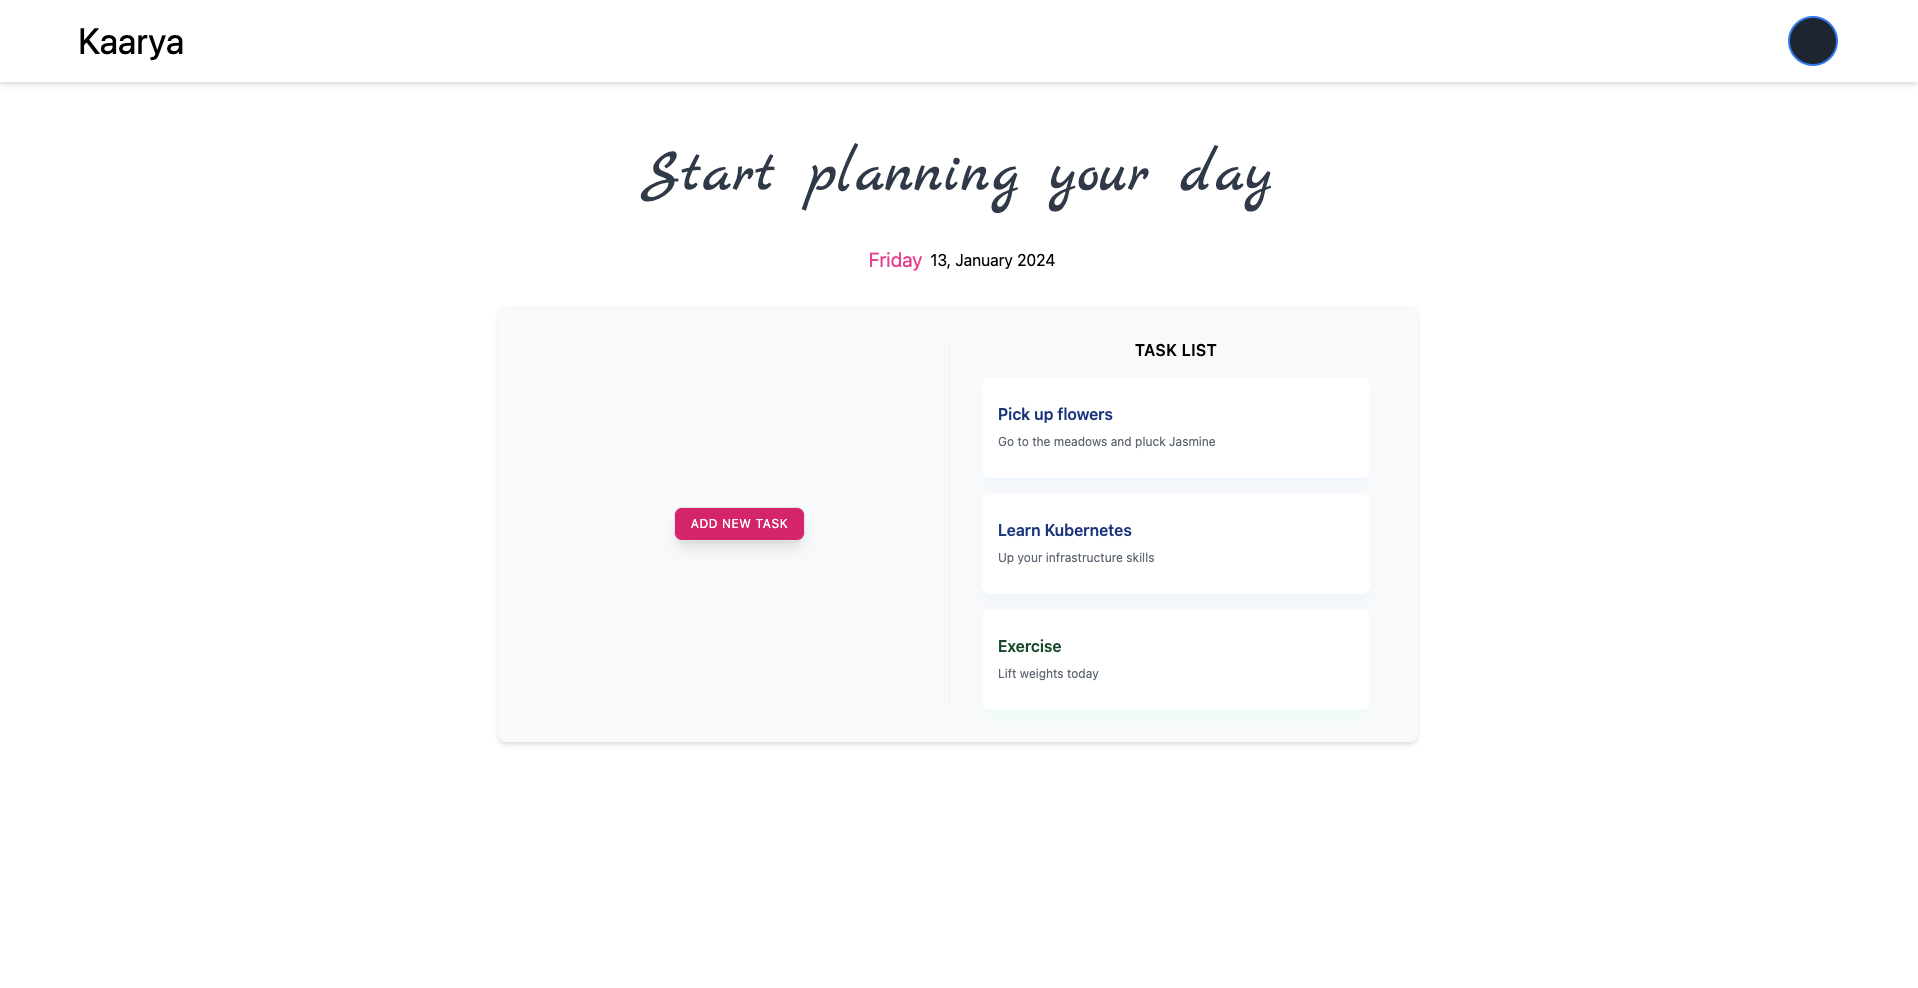 Kaarya
Start planning your day
Friday 13, January 2024
ADD NEW TASK
TASK LIST
Pick up flowers
Go to the meadows and pluck Jasmine
Learn Kubernetes
Up your infrastructure skills
Exercise
Lift weights today